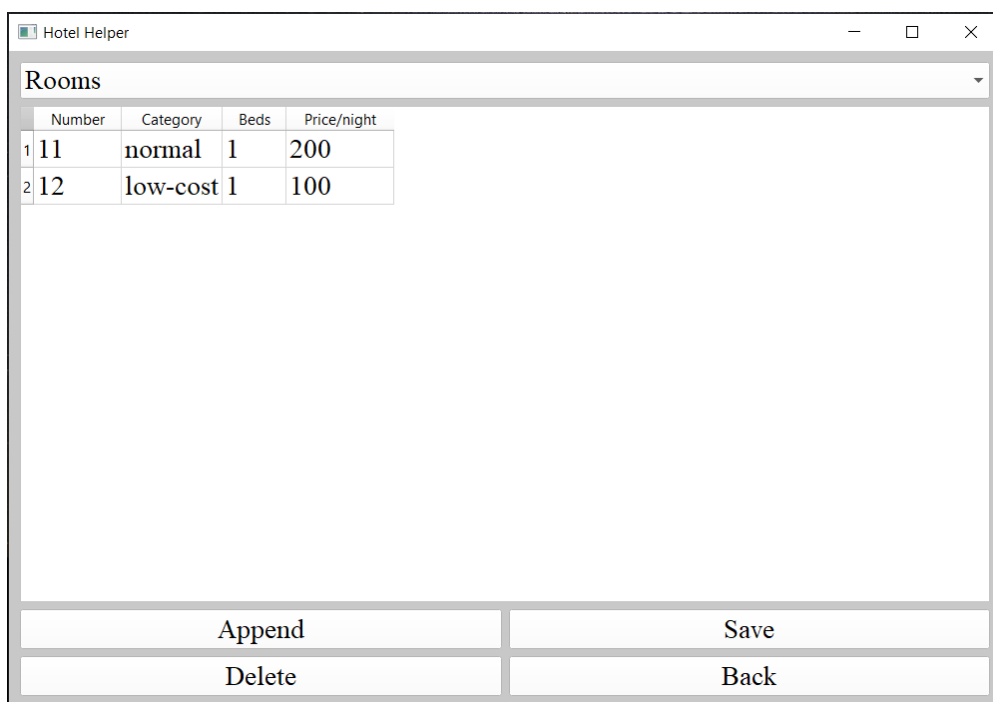 Hotel Helper
Rooms
Number Category Beds Price/night
1 11 normal 1 200
2 12 low-cost 1 100
Append Save
Delete Back